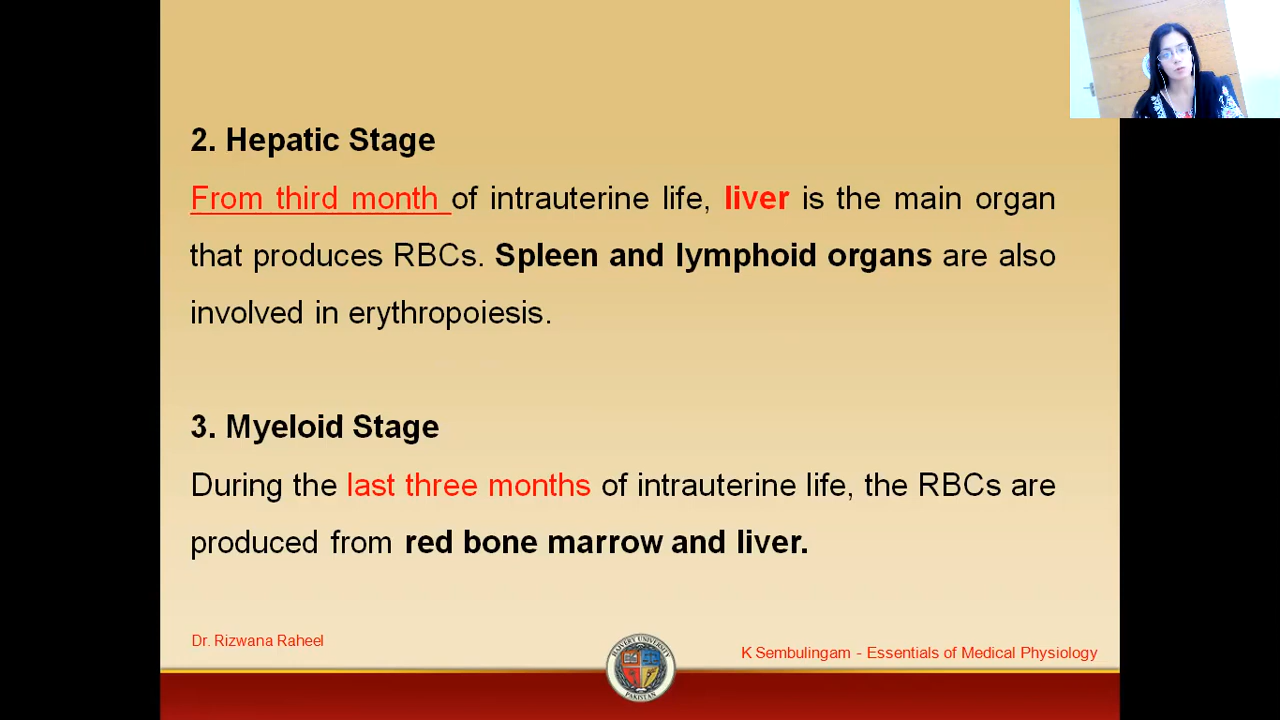 2. Hepatic Stage
From third month of intrauterine life, liver is the main organ
that produces RBCs. Spleen and lymphoid organs are also
involved in erythropoiesis.
3. Myeloid Stage
During the last three months of intrauterine life, the RBCs are
produced from red bone marrow and liver.
Dr. Rizwana Raheel
K Sembulingam - Essentials of Medical Physiology
UNIVERSITY
PAKISTAN